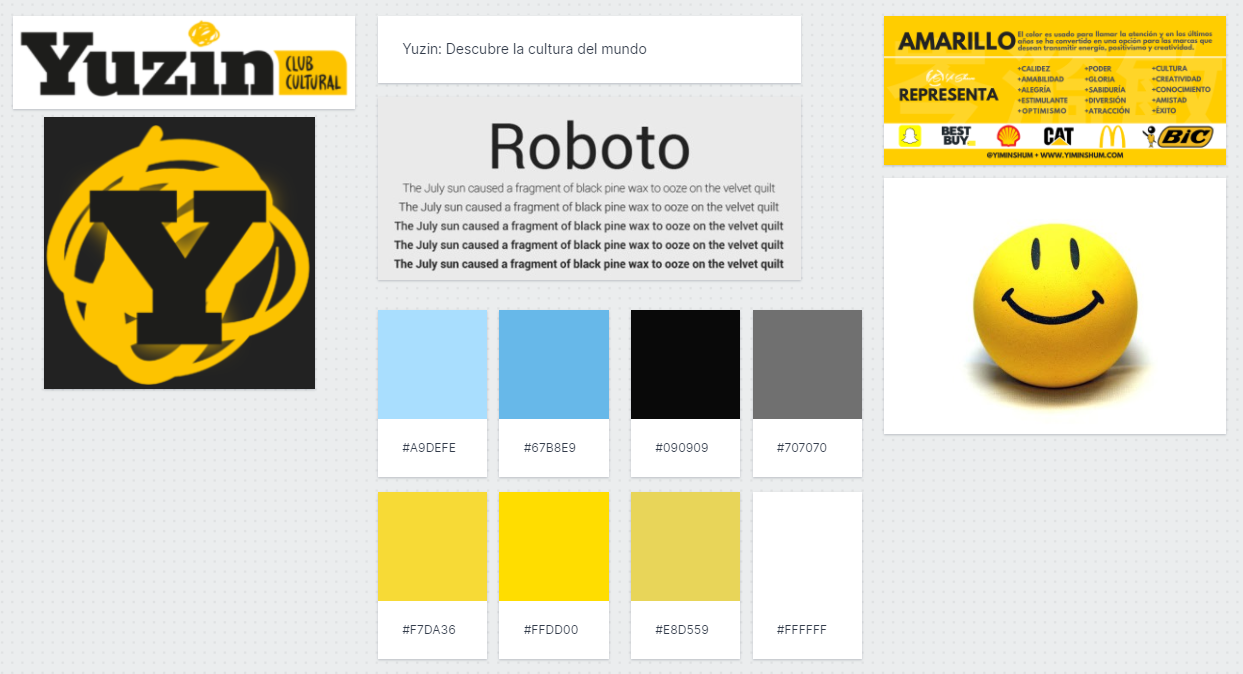 Yuzin
CLUB
CULTURAL
Y
Yuzin: Descubre la cultura del mundo
Roboto
The July sun caused a fragment of black pine wax to ooze on the velvet quilt
The July sun caused a fragment of black pine wax to ooze on the velvet quilt
The July sun caused a fragment of black pine wax to ooze on the velvet quilt
The July sun caused a fragment of black pine wax to ooze on the velvet quilt
The July sun caused a fragment of black pine wax to ooze on the velvet quilt
#A9DEFE
#67B8E9
#090909
#707070
#F7DA36
#FFDD00
#E8D559
#FFFFFF
AMARILLO
El color es usado para llamar la atención y en los últimos
años se ha convertido en una opción para las marcas que
desean transmitir energía, positivismo y creatividad.
REPRESENTA
+CALIDEZ
+AMABILIDAD
+ALEGRÍA
+ESTIMULANTE
+OPTIMISMO
+PODER
+GLORIA
+SABIDURÍA
+DIVERSIÓN
+ATRACCIÓN
+CULTURA
+CREATIVIDAD
+CONOCIMIENTO
+AMISTAD
+ÉXITO
BEST
BUY
CAT
BIC
@YIMINSHUM • WWW.YIMINSHUM.COM